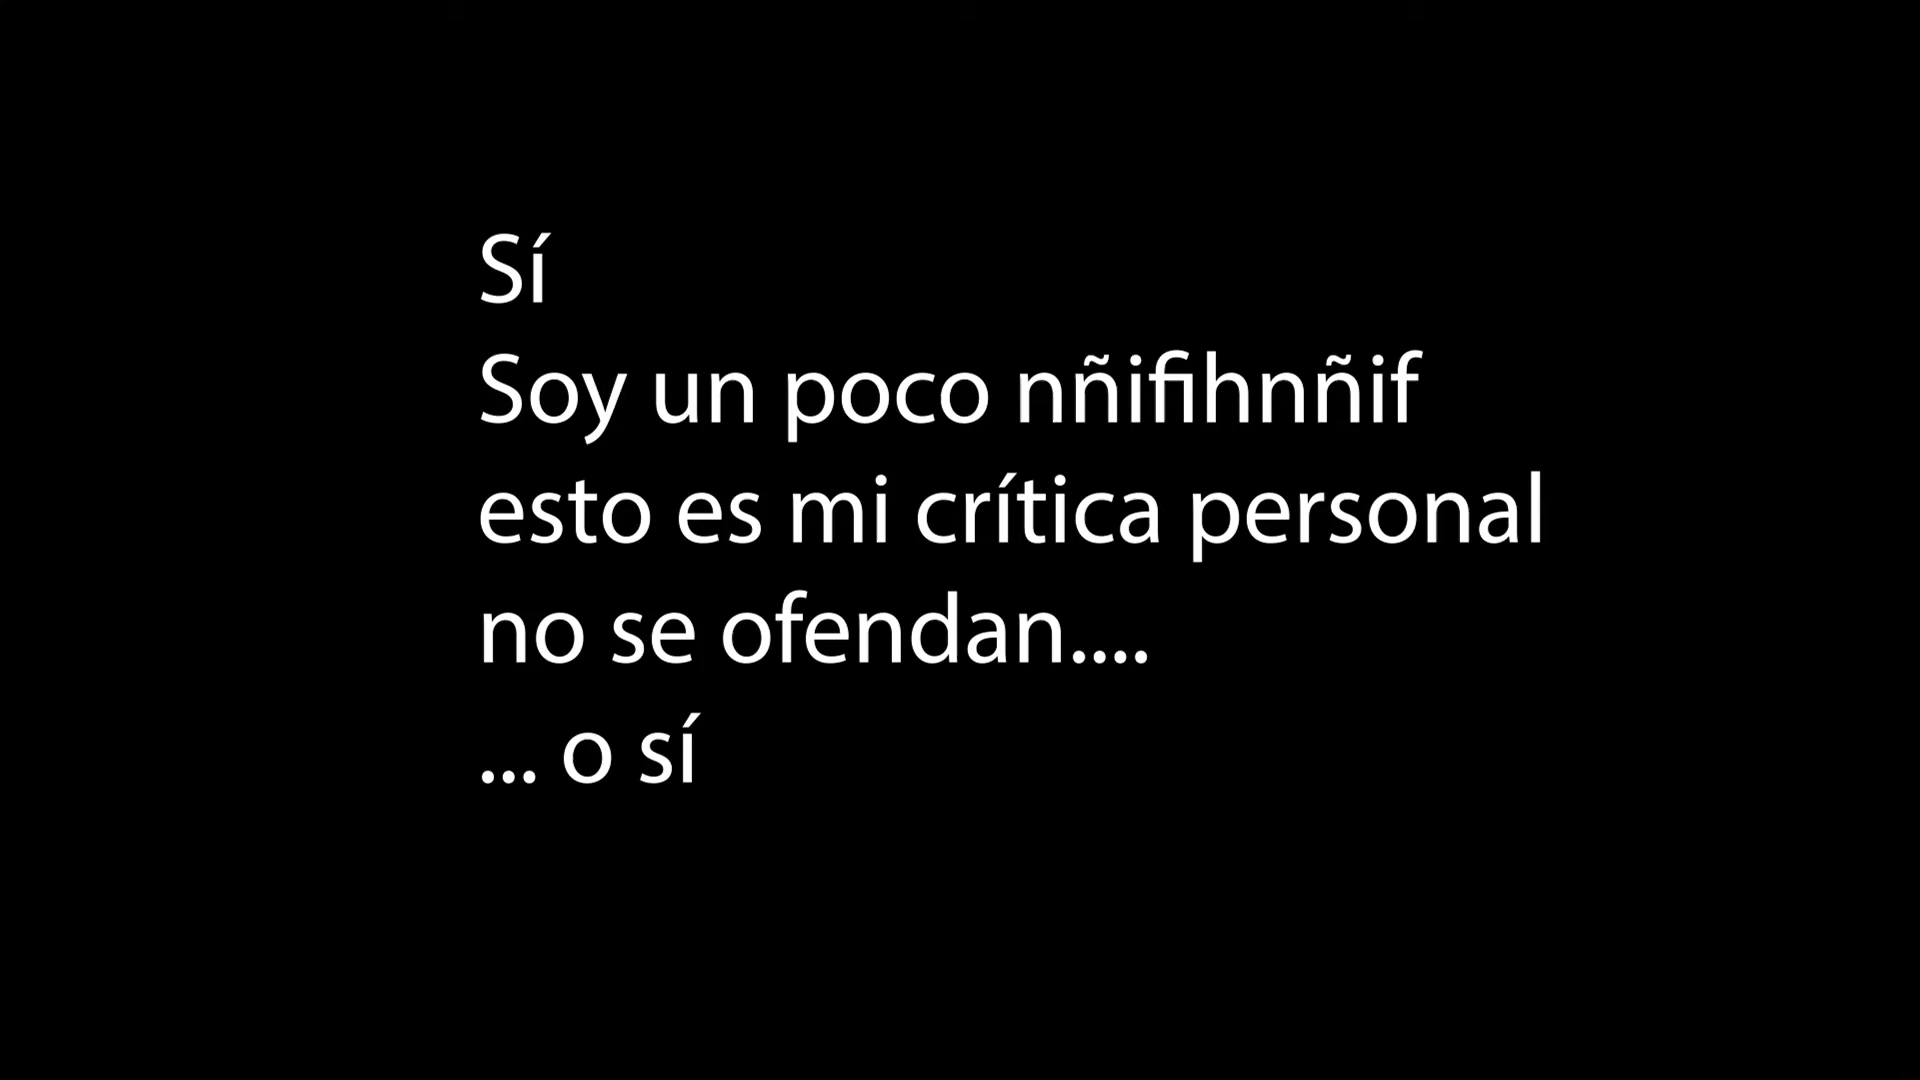 Sí
Soy un poco nñifihnñif
esto es mi crítica personal
no se ofendan....
... o sí